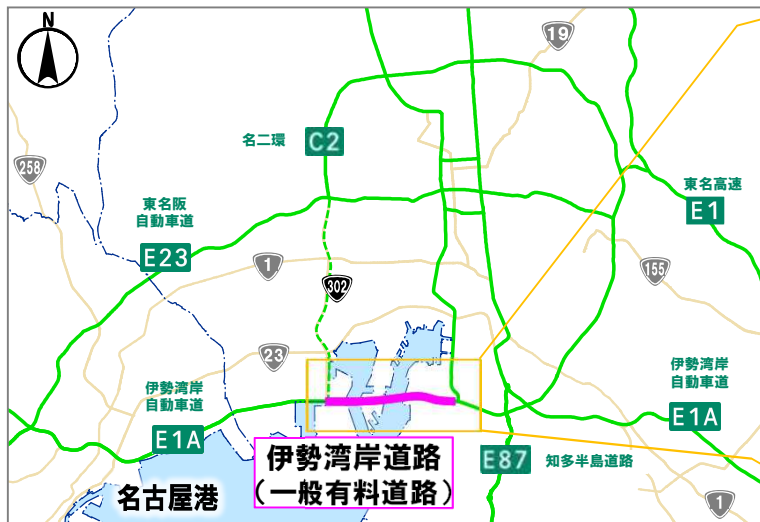 N
19
名二環
C2
258
東名高速
E1
東名阪
自動車道
E23
1
302
155
23
伊勢湾岸
自動車道
E1A
伊勢湾岸
自動車道
E1A
伊勢湾岸道路
(一般有料道路)
E87
知多半島道路
名古屋港
1